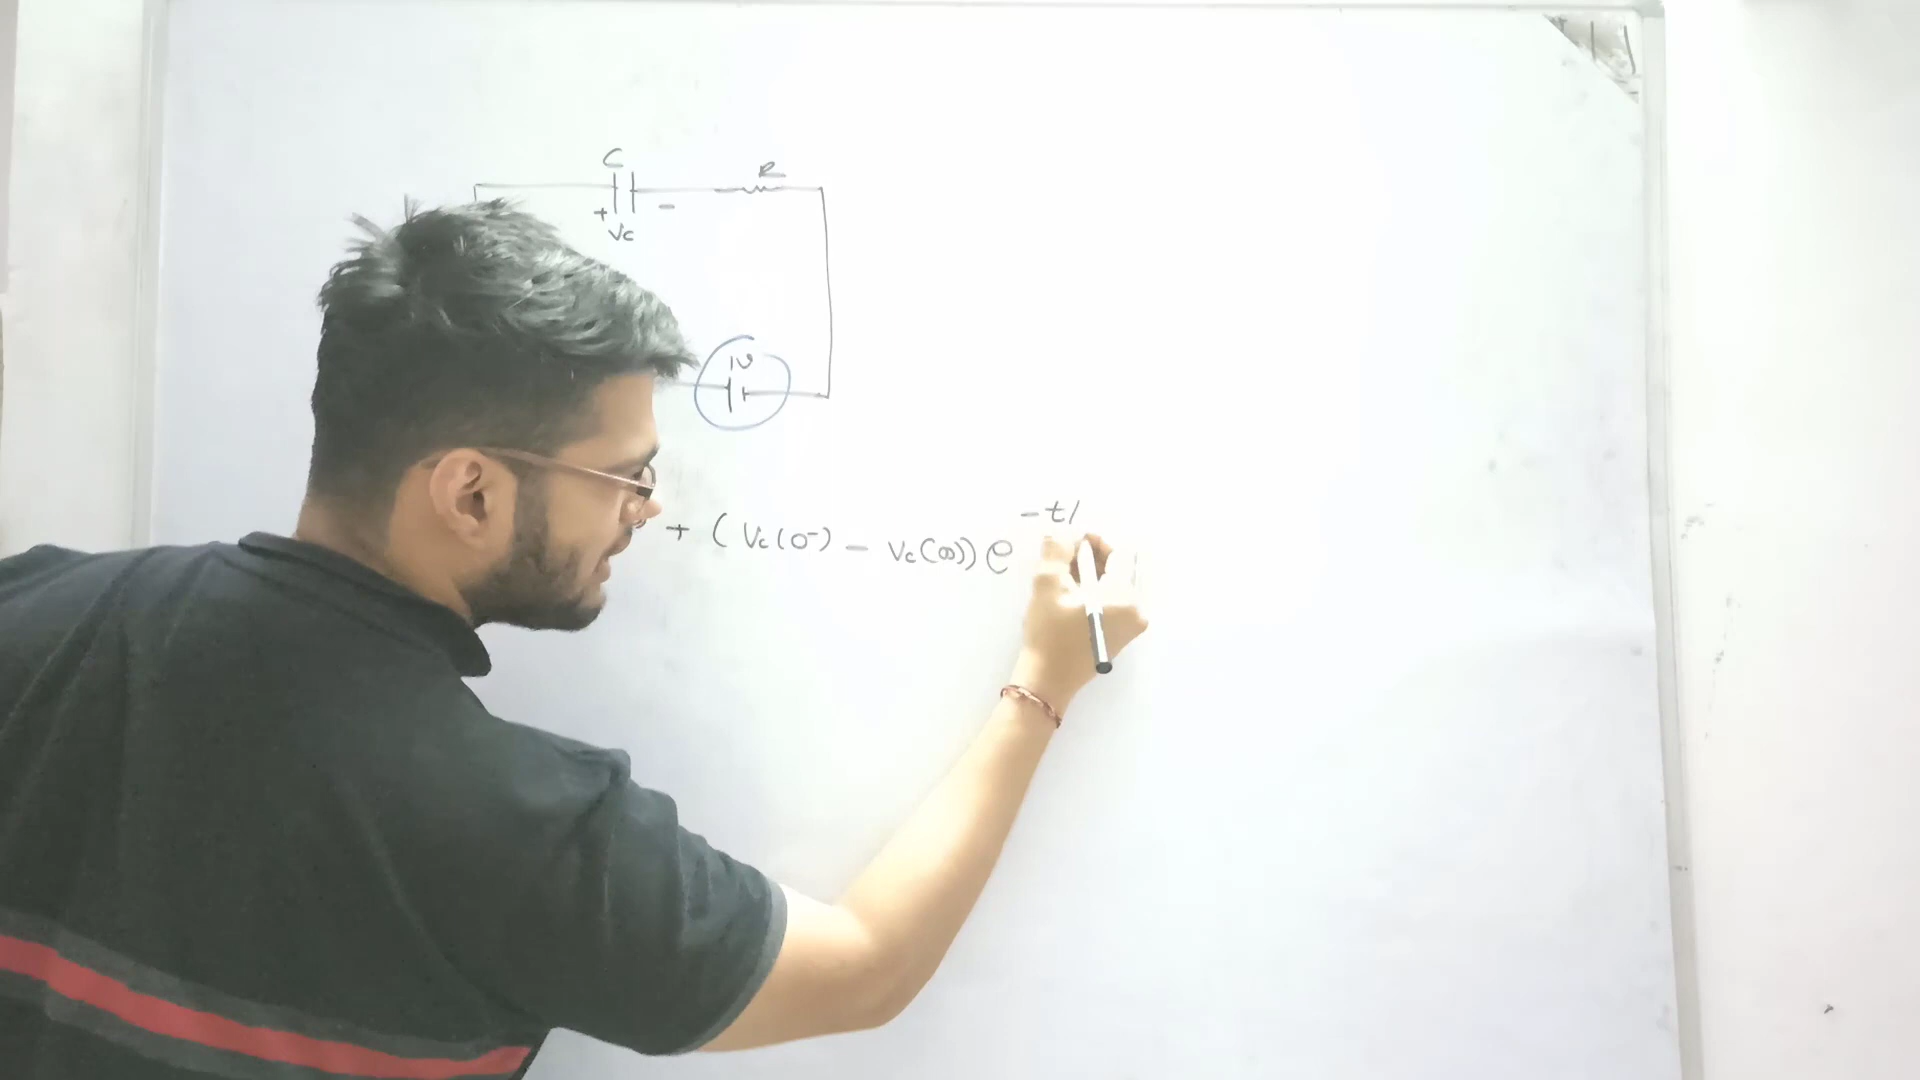 C
R
+ -
Vc
1V
+ ( Vc(0-) - Vc(∞)) e -t/